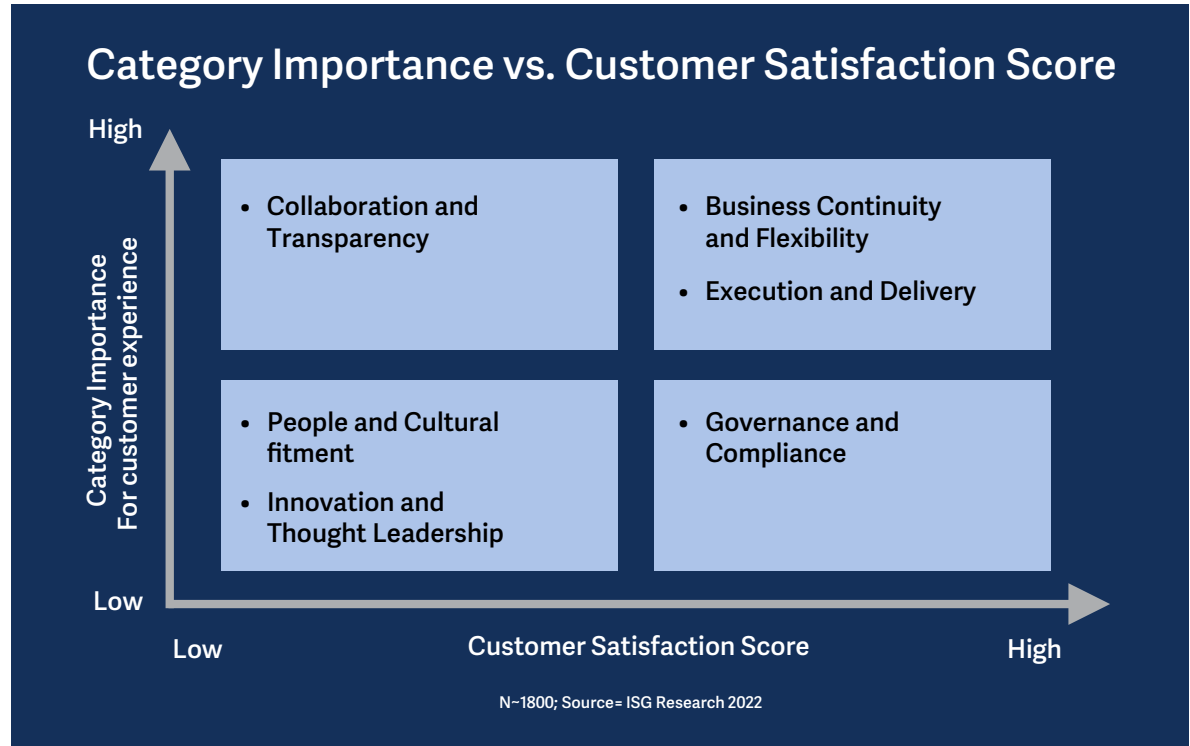 Category Importance vs. Customer Satisfaction Score
High
Category Importance
For customer experience
• Collaboration and
Transparency
• Business Continuity
and Flexibility
• Execution and Delivery
• People and Cultural
fitment
• Innovation and
Thought Leadership
• Governance and
Compliance
Low
Low
Customer Satisfaction Score
High
N~1800; Source= ISG Research 2022